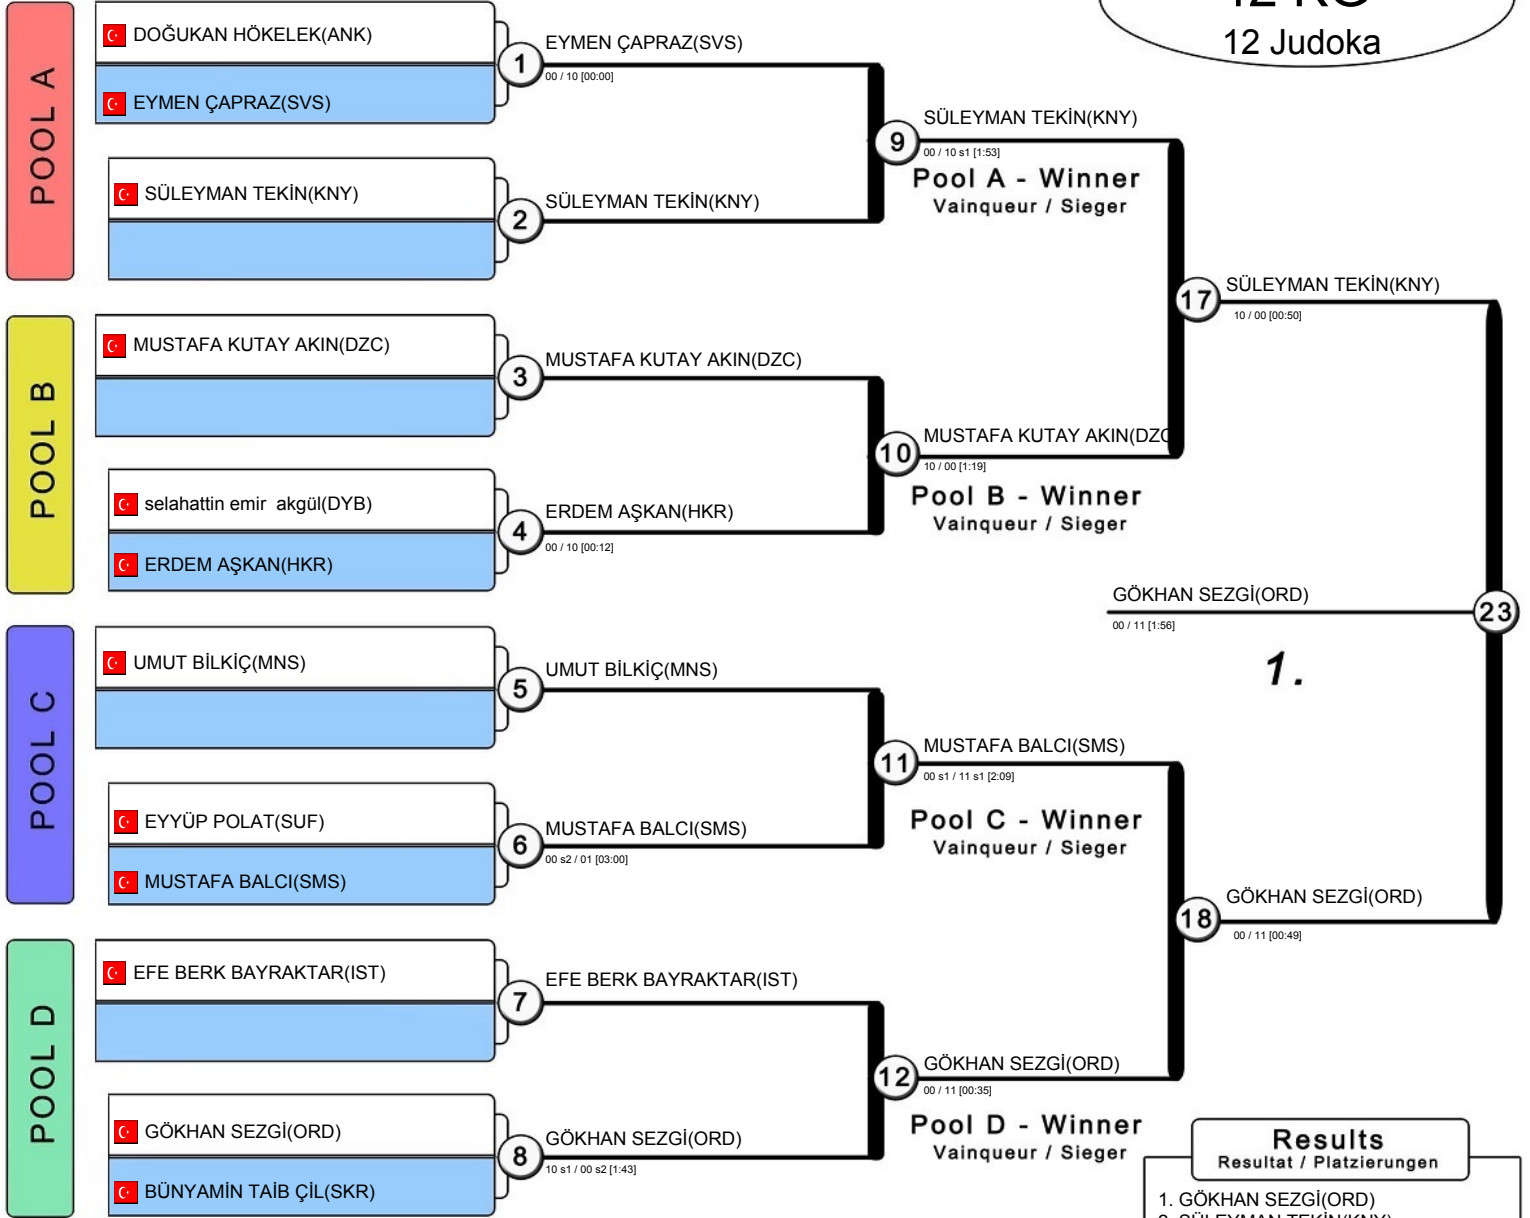 12 Judoka
POOL A
DOĞUKAN HÖKELEK(ANK)
EYMEN ÇAPRAZ(SVS)
1
EYMEN ÇAPRAZ(SVS)
00 / 10 [00:00]
SÜLEYMAN TEKİN(KNY)
2
SÜLEYMAN TEKİN(KNY)
9
SÜLEYMAN TEKİN(KNY)
00 / 10 s1 [1:53]
Pool A - Winner
Vainqueur / Sieger
POOL B
MUSTAFA KUTAY AKIN(DZC)
3
MUSTAFA KUTAY AKIN(DZC)
selahattin emir akgül(DYB)
ERDEM AŞKAN(HKR)
4
ERDEM AŞKAN(HKR)
00 / 10 [00:12]
10
MUSTAFA KUTAY AKIN(DZC
10 / 00 [1:19]
Pool B - Winner
Vainqueur / Sieger
17
SÜLEYMAN TEKİN(KNY)
10 / 00 [00:50]
POOL C
UMUT BİLKİÇ(MNS)
5
UMUT BİLKİÇ(MNS)
EYYÜP POLAT(SUF)
MUSTAFA BALCI(SMS)
6
MUSTAFA BALCI(SMS)
00 s2 / 01 [03:00]
11
MUSTAFA BALCI(SMS)
00 s1 / 11 s1 [2:09]
Pool C - Winner
Vainqueur / Sieger
POOL D
EFE BERK BAYRAKTAR(IST)
7
EFE BERK BAYRAKTAR(IST)
GÖKHAN SEZGİ(ORD)
BÜNYAMİN TAİB ÇİL(SKR)
8
GÖKHAN SEZGİ(ORD)
10 s1 / 00 s2 [1:43]
12
GÖKHAN SEZGİ(ORD)
00 / 11 [00:35]
Pool D - Winner
Vainqueur / Sieger
18
GÖKHAN SEZGİ(ORD)
00 / 11 [00:49]
GÖKHAN SEZGİ(ORD)
00 / 11 [1:56]
23
1.
Results
Resultat / Platzierungen
1. GÖKHAN SEZGİ(ORD)
2. SÜLEYMAN TEKİN(KNY)